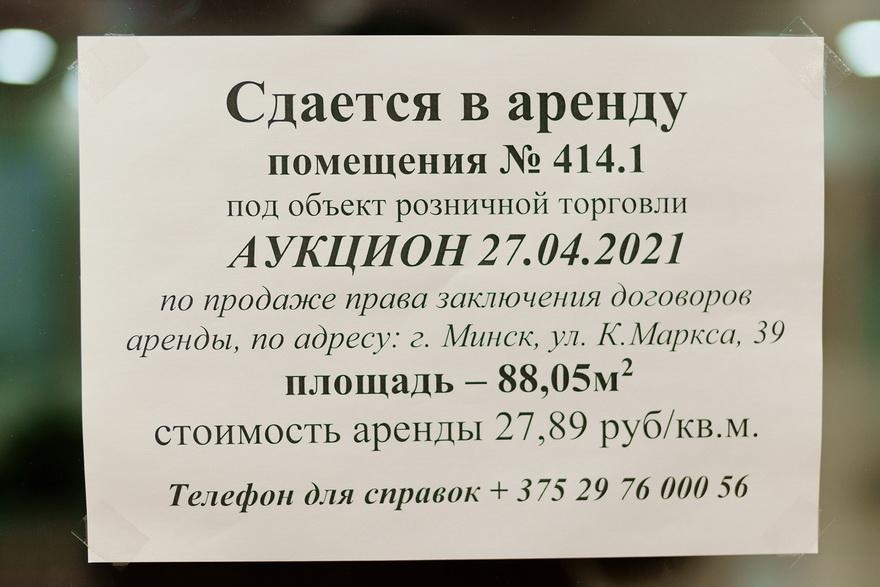 Сдается в аренду
помещения № 414.1
под объект розничной торговли
АУКЦИОН 27.04.2021
по продаже права заключения договоров
аренды, по адресу: г. Минск, ул. К.Маркса, 39
площадь – 88,05м²
стоимость аренды 27,89 руб/кв.м.
Телефон для справок + 375 29 76 000 56